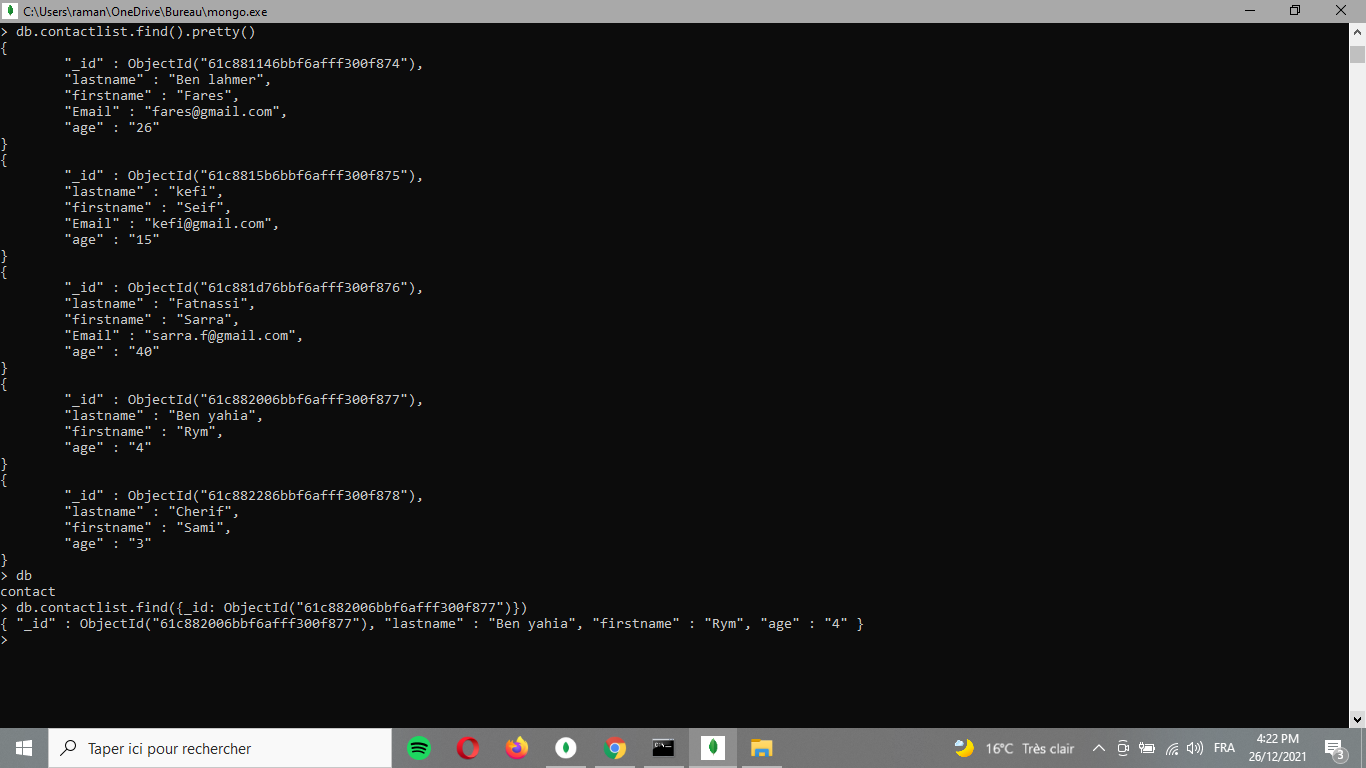 C:\Users\raman\OneDrive\Bureau\mongo.exe
> db.contactlist.find().pretty()
{
"_id" : ObjectId("61c881146bbf6afff300f874"),
"lastname" : "Ben lahmer",
"firstname" : "Fares",
"Email" : "fares@gmail.com",
"age" : "26"
}
{
"_id" : ObjectId("61c8815b6bbf6afff300f875"),
"lastname" : "kefi",
"firstname" : "Seif",
"Email" : "kefi@gmail.com",
"age" : "15"
}
{
"_id" : ObjectId("61c881d76bbf6afff300f876"),
"lastname" : "Fatnassi",
"firstname" : "Sarra",
"Email" : "sarra.f@gmail.com",
"age" : "40"
}
{
"_id" : ObjectId("61c882006bbf6afff300f877"),
"lastname" : "Ben yahia",
"firstname" : "Rym",
"age" : "4"
}
{
"_id" : ObjectId("61c882286bbf6afff300f878"),
"lastname" : "Cherif",
"firstname" : "Sami",
"age" : "3"
}
> db
contact
> db.contactlist.find({_id: ObjectId("61c882006bbf6afff300f877")})
{ "_id" : ObjectId("61c882006bbf6afff300f877"), "lastname" : "Ben yahia", "firstname" : "Rym", "age" : "4" }
>
Taper ici pour rechercher
16°C Très clair
FRA
4:22 PM
26/12/2021
3